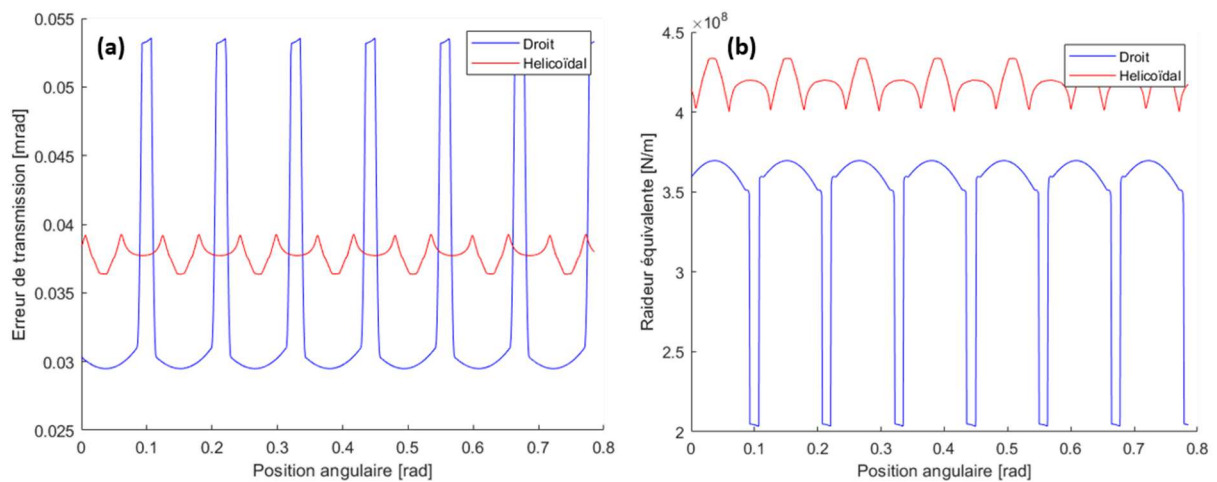 (a)
Droit
Helicoïdal
Erreur de transmission [mrad]
0.055
0.05
0.045
0.04
0.035
0.03
0.025
0 0.1 0.2 0.3 0.4 0.5 0.6 0.7 0.8
Position angulaire [rad]
(b)
×10⁸
Droit
Helicoïdal
Raideur équivalente [N/m]
4.5
4
3.5
3
2.5
2
0 0.1 0.2 0.3 0.4 0.5 0.6 0.7 0.8
Position angulaire [rad]